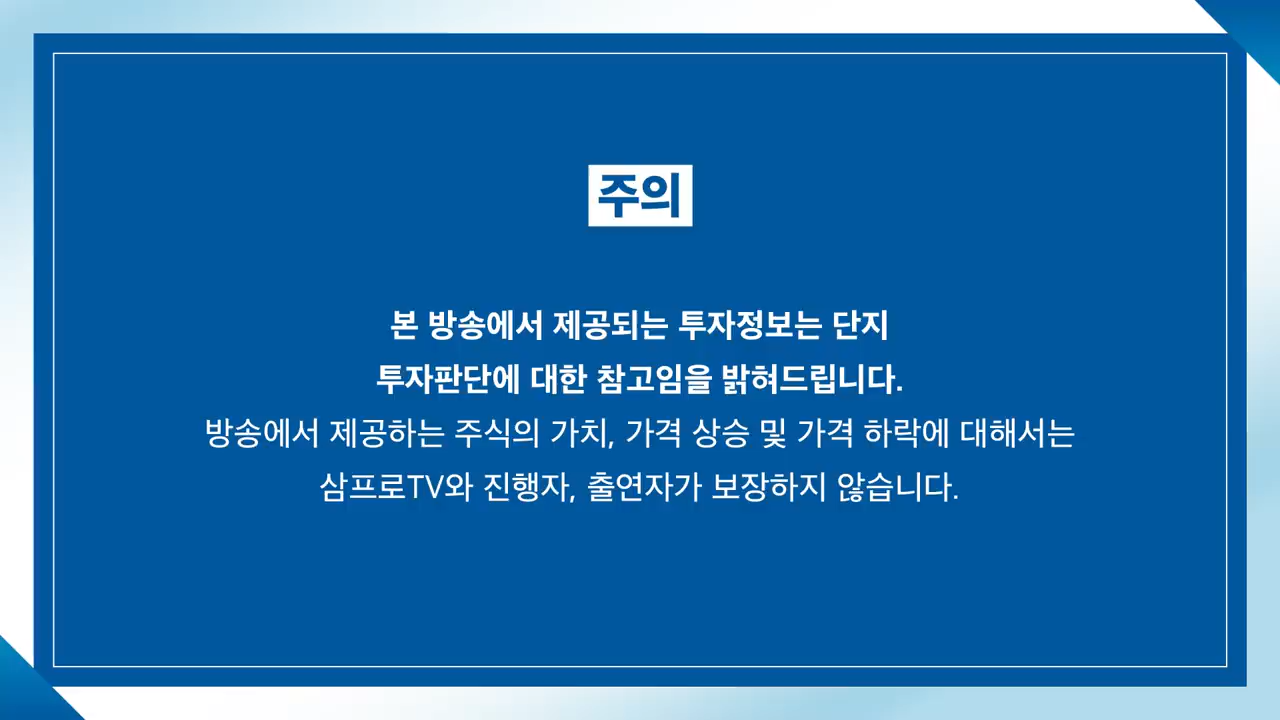 주의
본 방송에서 제공되는 투자정보는 단지
투자판단에 대한 참고임을 밝혀드립니다.
방송에서 제공하는 주식의 가치, 가격 상승 및 가격 하락에 대해서는
삼프로TV와 진행자, 출연자가 보장하지 않습니다.